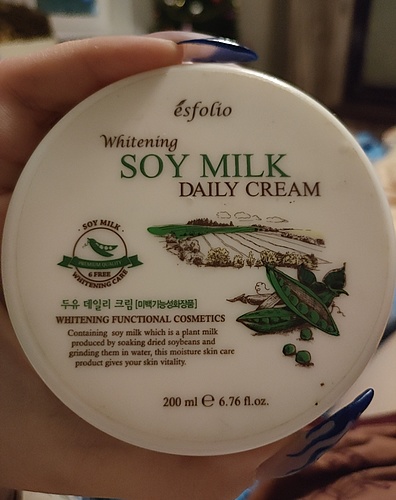 ésfolio
Whitening
SOY MILK
DAILY CREAM
SOY MILK
PREMIUM QUALITY
6 FREE
WHITENING CARE
두유 데일리 크림 [미백기능성화장품]
WHITENING FUNCTIONAL COSMETICS
Containing soy milk which is a plant milk
produced by soaking dried soybeans and
grinding them in water, this moisture skin care
product gives your skin vitality.
200 ml ℮ 6.76 fl.oz.